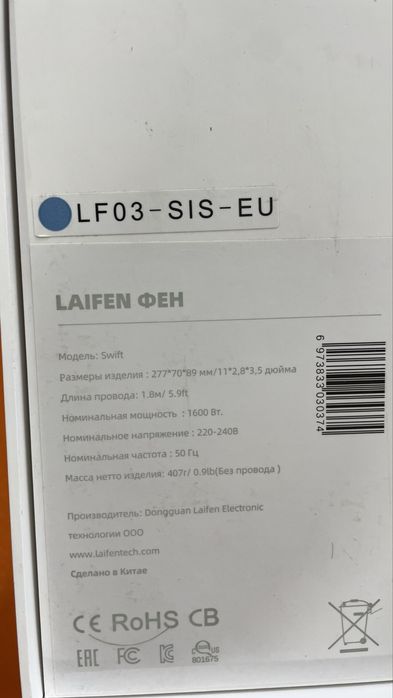 LF03-SIS-EU
LAIFEN ФЕН
Модель: Swift
Размеры изделия : 277*70*89 мм/11*2,8*3,5 дюйма
Длина провода: 1.8м/ 5.9ft
Номинальная мощность : 1600 Вт.
Номинальное напряжение : 220-240В
Номинальная частота : 50 Гц
Масса нетто изделия: 407г/ 0.9lb(Без провода )
6973833030374
Производитель: Dongguan Laifen Electronic
технологии ООО
www.laifentech.com
Сделано в Китае
CE RoHS CB
EAC FC c US
801675